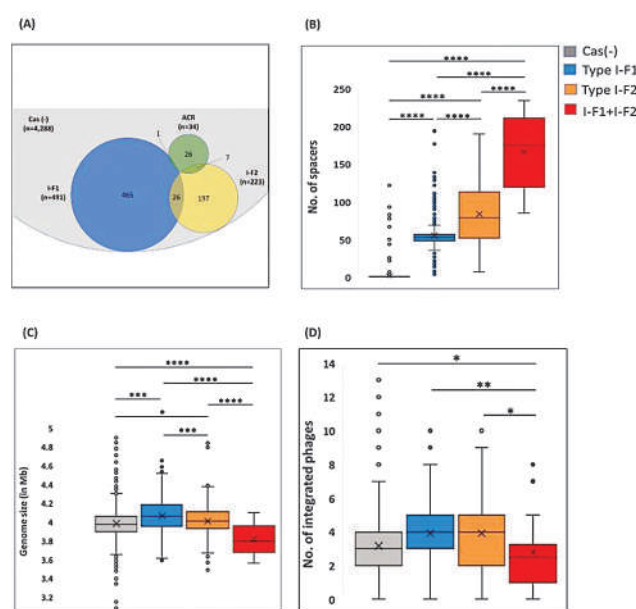 (A)
Cas (-)
(n=4,288)
ACR
(n=34)
1
26
7
I-F1
(n=491)
465
26
197
I-F2
(n=223)
(B)
Cas(-)
Type I-F1
Type I-F2
I-F1+I-F2
****
****
****
****
****
****
No. of spacers
250
200
150
100
50
0
(C)
****
****
***
****
*
***
Genome size (in Mb)
5
4.8
4.6
4.4
4.2
4
3.8
3.6
3.4
3.2
(D)
*
**
*
No. of integrated phages
14
12
10
8
6
4
2
0